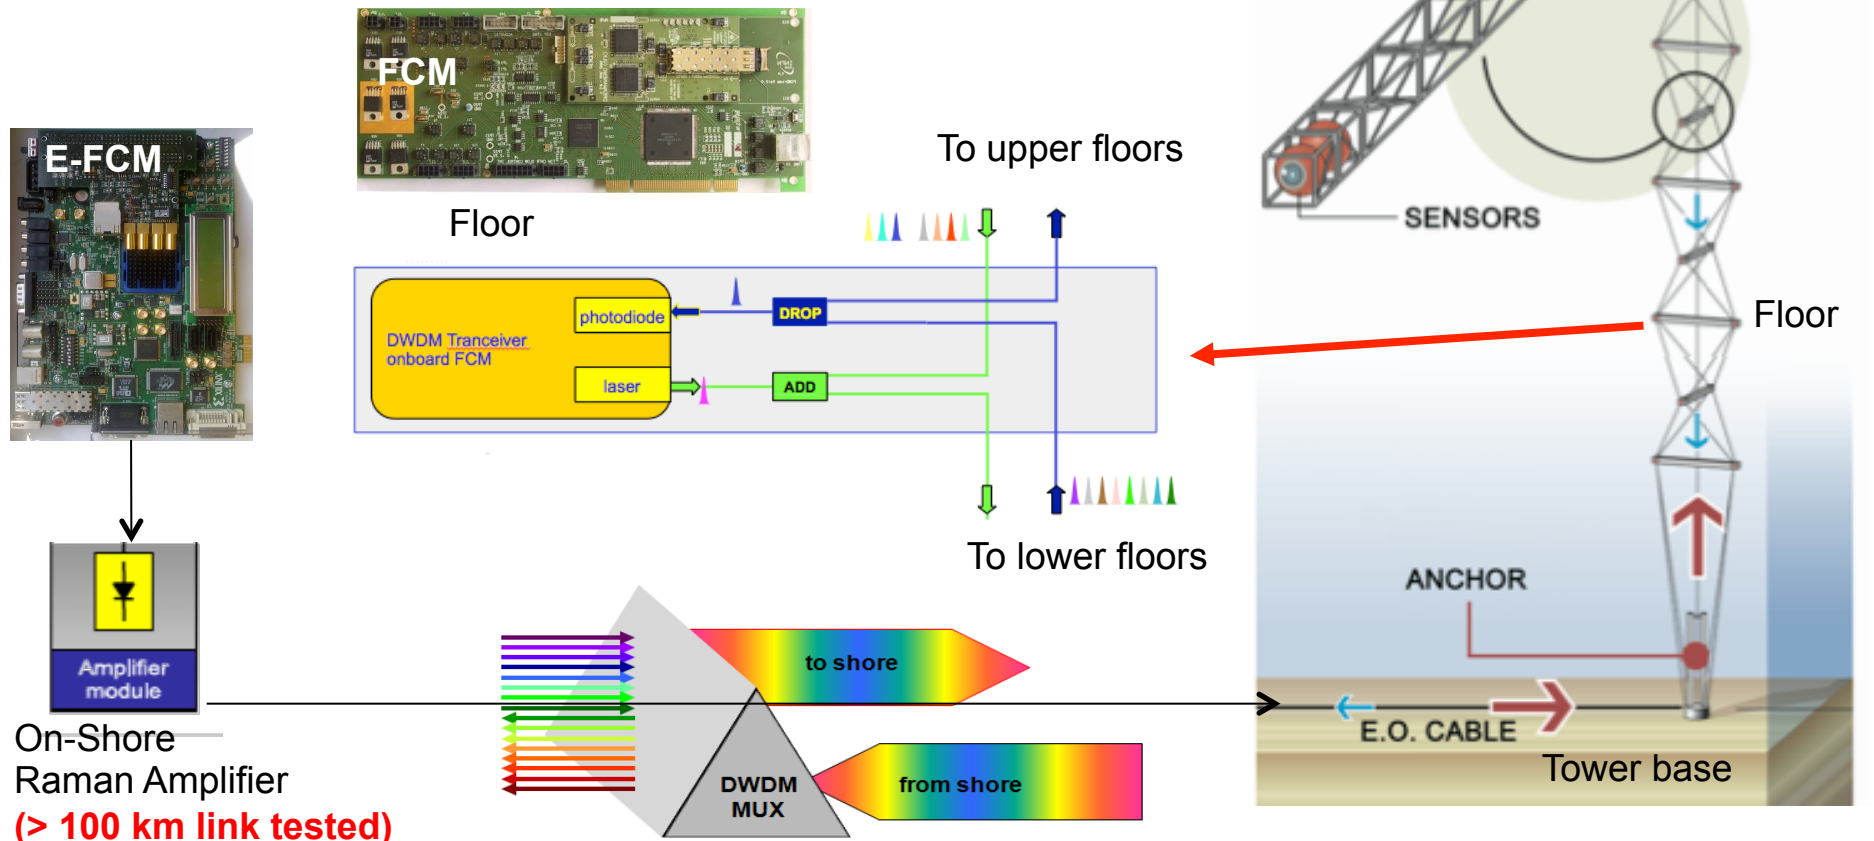 FCM
E-FCM
To upper floors
Floor
SENSORS
photodiode
DROP
DWDM Tranceiver
onboard FCM
laser
ADD
Floor
To lower floors
ANCHOR
Amplifier
module
to shore
On-Shore
Raman Amplifier
(> 100 km link tested)
DWDM
MUX
from shore
E.O. CABLE
Tower base